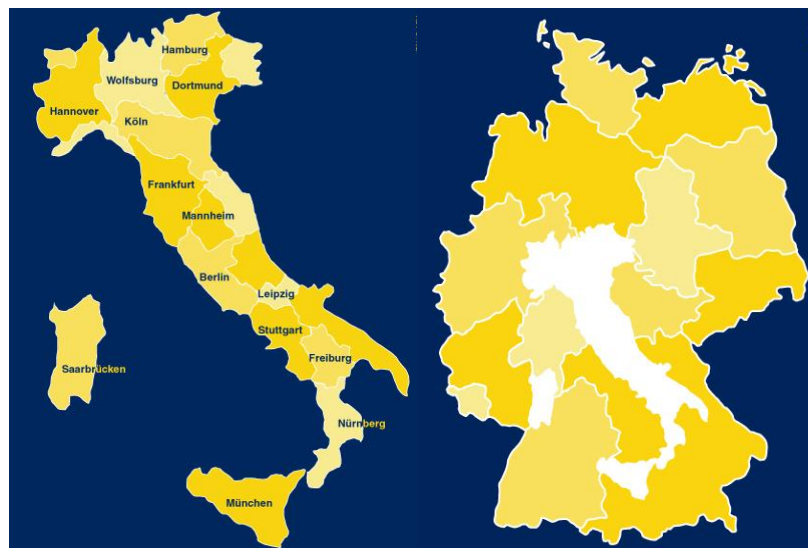 Hamburg
Wolfsburg
Dortmund
Hannover
Köln
Frankfurt
Mannheim
Berlin
Leipzig
Stuttgart
Freiburg
Saarbrücken
Nürnberg
München